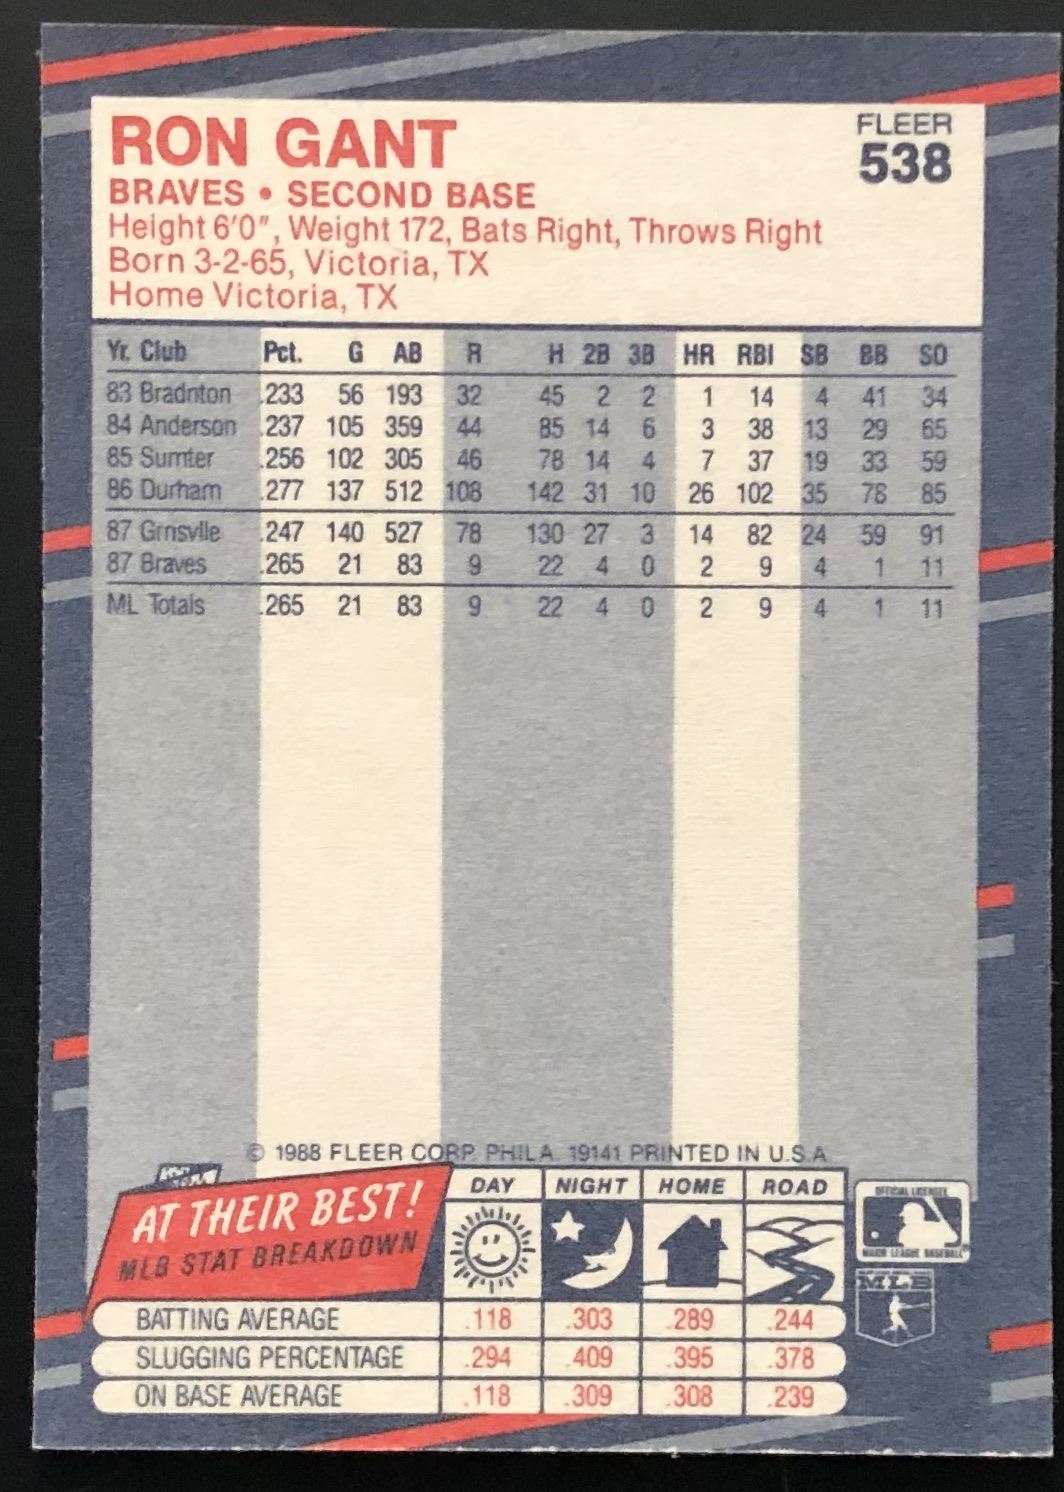 RON GANT
FLEER
538
BRAVES • SECOND BASE
Height 6'0", Weight 172, Bats Right, Throws Right
Born 3-2-65, Victoria, TX
Home Victoria, TX
Yr. Club Pct. G AB R H 2B 3B HR RBI SB BB SO
83 Bradnton .233 56 193 32 45 2 2 1 14 4 41 34
84 Anderson .237 105 359 44 85 14 6 3 38 13 29 65
85 Sumter .256 102 305 46 78 14 4 7 37 19 33 59
86 Durham .277 137 512 108 142 31 10 26 102 35 78 85
87 Grnsvlle .247 140 527 78 130 27 3 14 82 24 59 91
87 Braves .265 21 83 9 22 4 0 2 9 4 1 11
ML Totals .265 21 83 9 22 4 0 2 9 4 1 11
© 1988 FLEER CORP. PHILA. 19141 PRINTED IN U.S.A.
AT THEIR BEST!
MLB STAT BREAKDOWN
DAY NIGHT HOME ROAD
BATTING AVERAGE .118 .303 .289 .244
SLUGGING PERCENTAGE .294 .409 .395 .378
ON BASE AVERAGE .118 .309 .308 .239
OFFICIAL LICENSEE
MAJOR LEAGUE BASEBALL
MLB